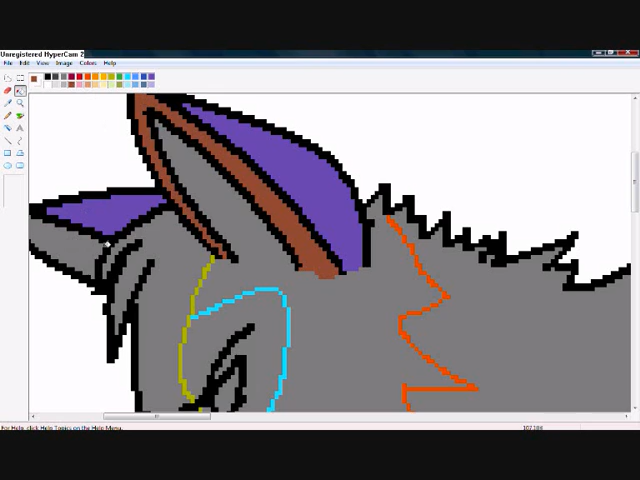 Unregistered HyperCam 2
File Edit View Image Colors Help
For Help, click Help Topics on the Help Menu.